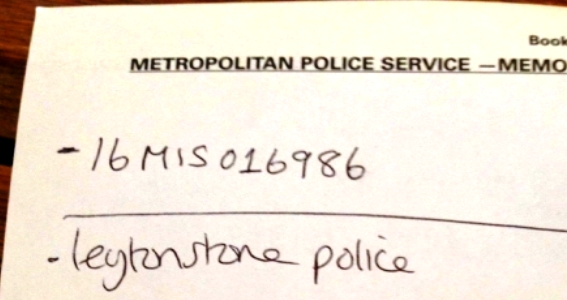 Book
METROPOLITAN POLICE SERVICE — MEMO
- 16MIS016986
- leytonstone police